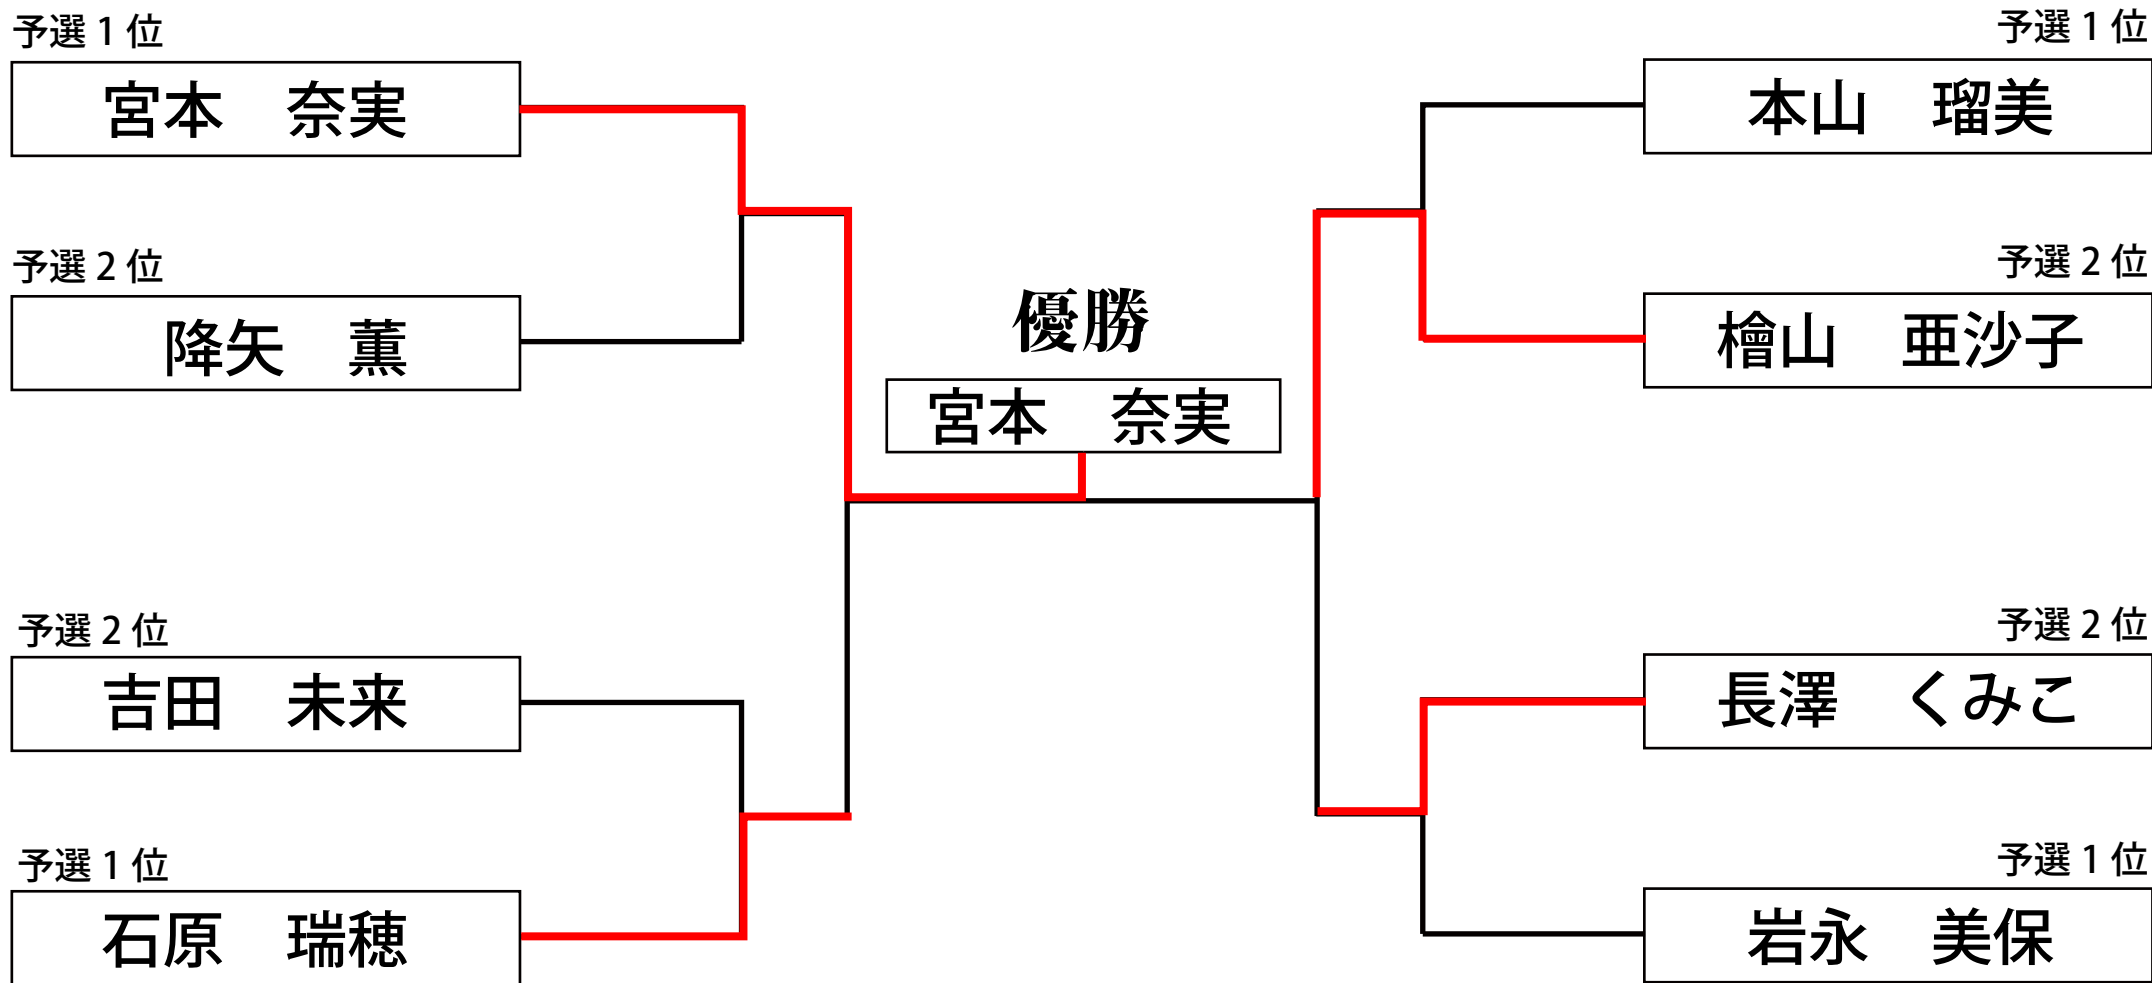 予選 1 位
宮本　奈実
予選 2 位
降矢　薫
予選 2 位
吉田　未来
予選 1 位
石原　瑞穂
優勝
宮本　奈実
予選 1 位
本山　瑠美
予選 2 位
檜山　亜沙子
予選 2 位
長澤　くみこ
予選 1 位
岩永　美保